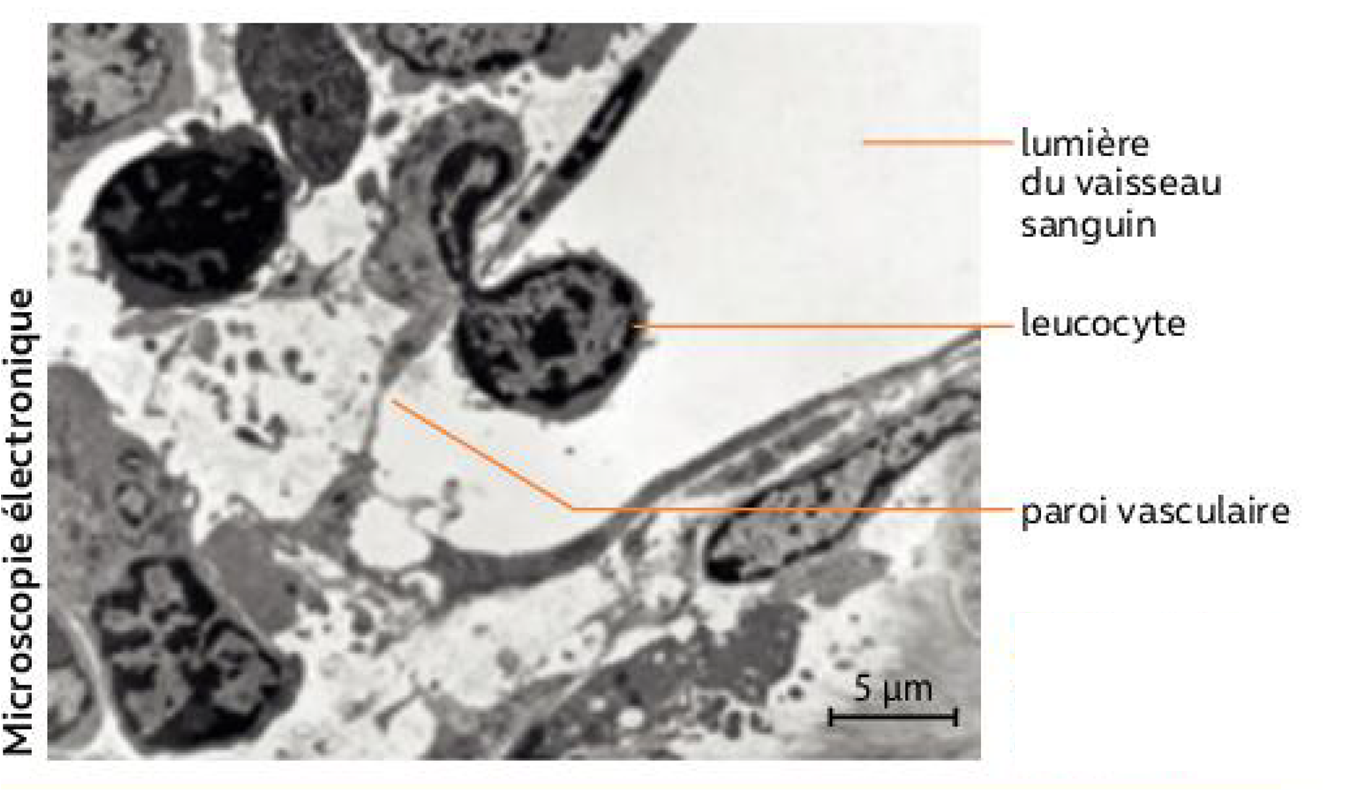 Microscopie électronique
lumière
du vaisseau
sanguin
leucocyte
paroi vasculaire
5 µm